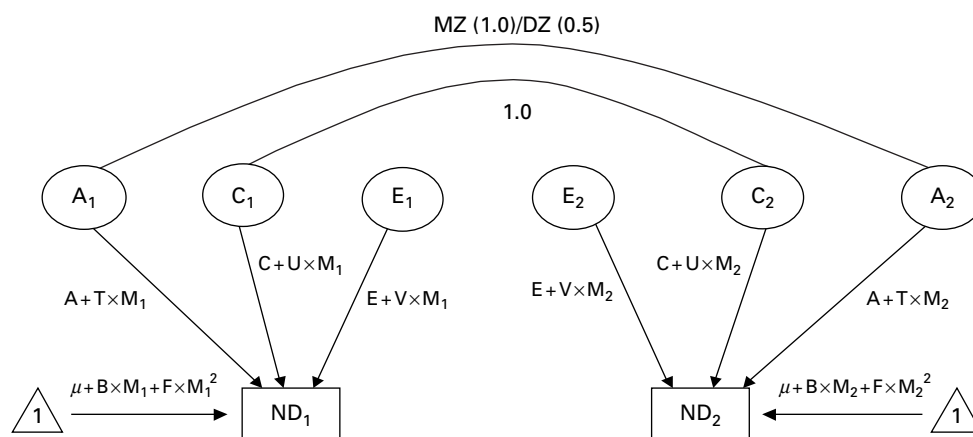 MZ (1.0)/DZ (0.5)
1.0
A₁ C₁ E₁ E₂ C₂ A₂
A+T×M₁ C+U×M₁ E+V×M₁ E+V×M₂ C+U×M₂ A+T×M₂
μ+B×M₁+F×M₁² μ+B×M₂+F×M₂²
1 ND₁ ND₂ 1